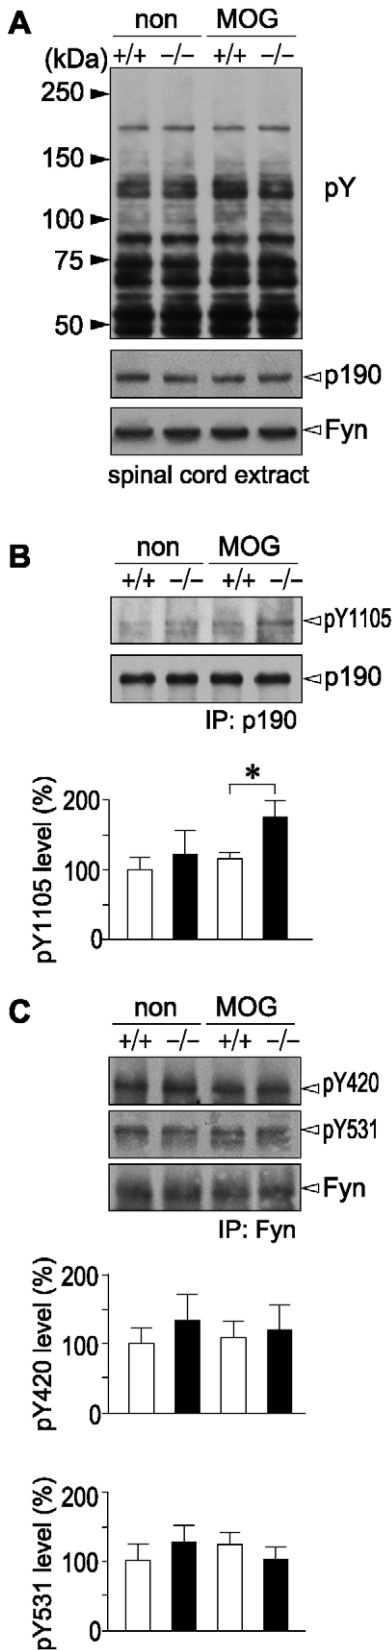 A
non MOG
(kDa) +/+ −/− +/+ −/−
250
150
pY
100
75
50
p190
Fyn
spinal cord extract
B
non MOG
+/+ −/− +/+ −/−
pY1105
p190
IP: p190
*
pY1105 level (%)
200
100
0
C
non MOG
+/+ −/− +/+ −/−
pY420
pY531
Fyn
IP: Fyn
pY420 level (%)
200
100
0
pY531 level (%)
200
100
0